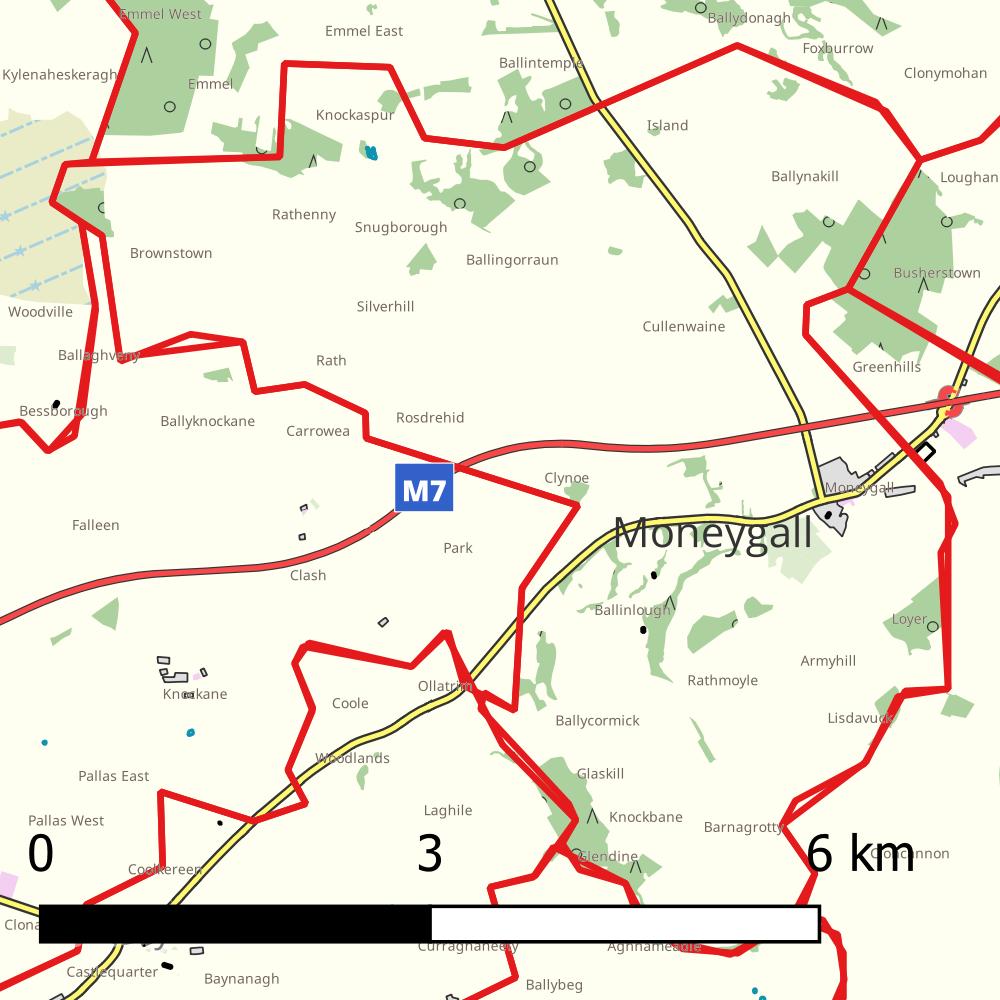 Emmel West
Ballydonagh
Emmel East
Foxburrow
Ballintemple
Kylenaheskeragh
Clonymohan
Emmel
Knockaspur
Island
Ballynakill
Loughan
Rathenny
Snugborough
Brownstown
Ballingorraun
Busherstown
Silverhill
Woodville
Cullenwaine
Ballaghveny
Rath
Greenhills
Bessborough
Ballyknockane
Rosdrehid
Carrowea
Clynoe
M7
Moneygall
Falleen
Moneygall
Park
Clash
Ballinlough
Loyer
Armyhill
Rathmoyle
Knockane
Ollatrim
Coole
Ballycormick
Lisdavuck
Woodlands
Pallas East
Glaskill
Laghile
Knockbane
Pallas West
Barnagrotty
0 3 6 km
Glendine
Cloncannon
Cooleereen
Clona
Curragnaneety
Aghnameadle
Castlequarter
Baynanagh
Ballybeg